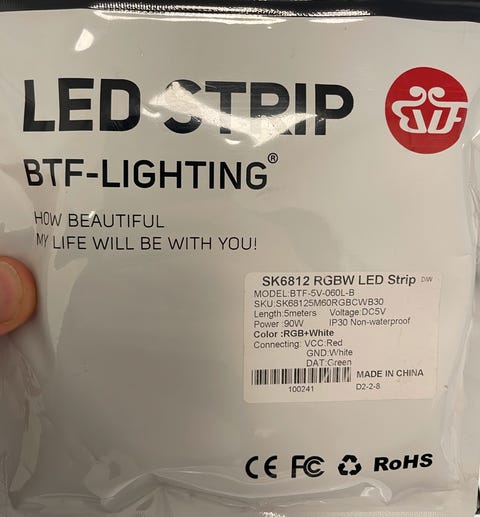 LED STRIP
BTF
BTF-LIGHTING®
HOW BEAUTIFUL
MY LIFE WILL BE WITH YOU!
SK6812 RGBW LED Strip D/W
MODEL:BTF-5V-060L-B
SKU:SK68125M60RGBCWB30
Length:5meters Voltage:DC5V
Power :90W IP30 Non-waterproof
Color :RGB+White
Connecting: VCC:Red
GND:White
DAT:Green
MADE IN CHINA
100241 D2-2-8
CE FC RoHS